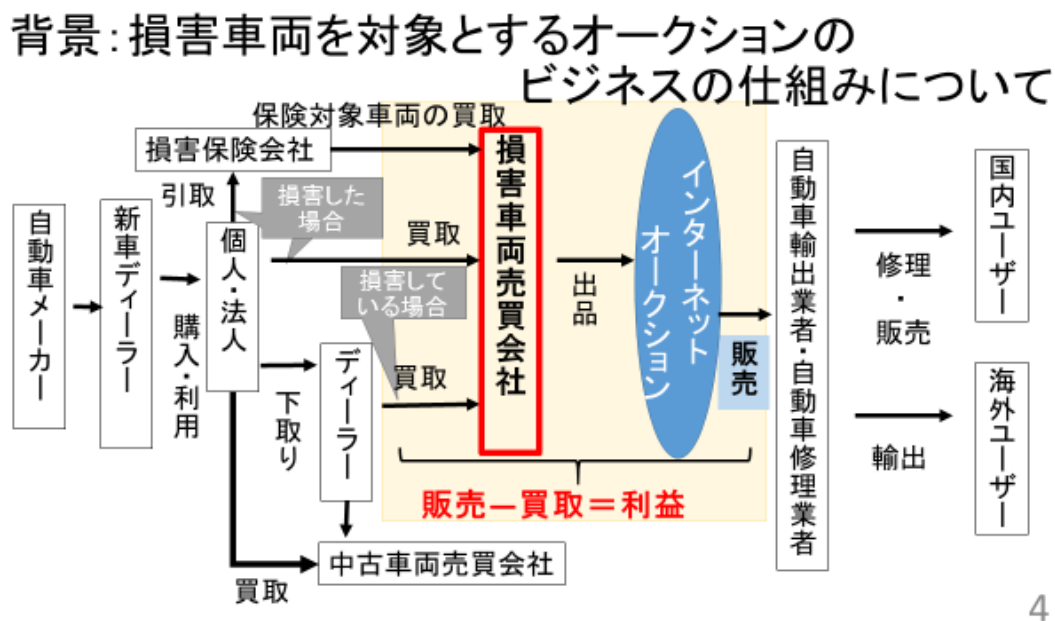 背景:損害車両を対象とするオークションの
ビジネスの仕組みについて
保険対象車両の買取
損害保険会社
引取
損害した
場合
自動車メーカー
新車ディーラー
購入・利用
個人・法人
買取
損害して
いる場合
買取
下取り
ディーラー
買取
中古車両売買会社
損害車両売買会社
出品
インターネット
オークション
販売
販売―買取=利益
自動車輸出業者・自動車修理業者
修理
・
販売
輸出
国内ユーザー
海外ユーザー
4